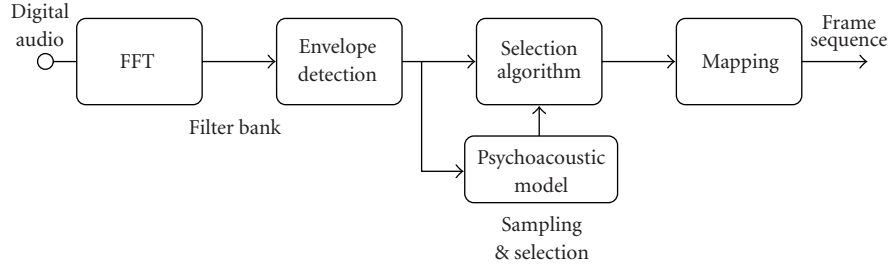 Digital
audio
FFT
Envelope
detection
Filter bank
Selection
algorithm
Psychoacoustic
model
Sampling
& selection
Mapping
Frame
sequence